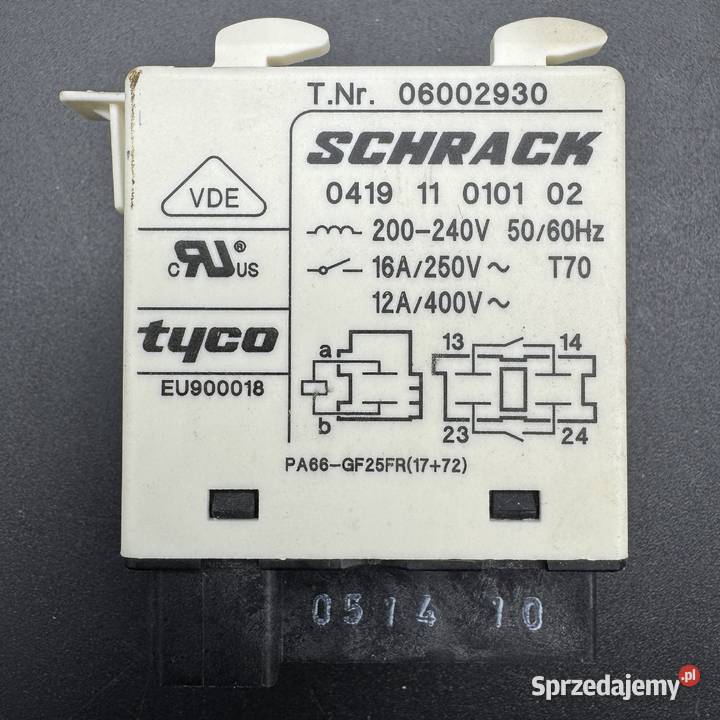 T.Nr. 06002930
SCHRACK
0419 11 0101 02
200-240V 50/60Hz
16A/250V~ T70
12A/400V~
VDE
c RU ® US
tyco
EU900018
a
b
13 14
23 24
PA66-GF25FR(17+72)
0514 10
Sprzedajemy.pl